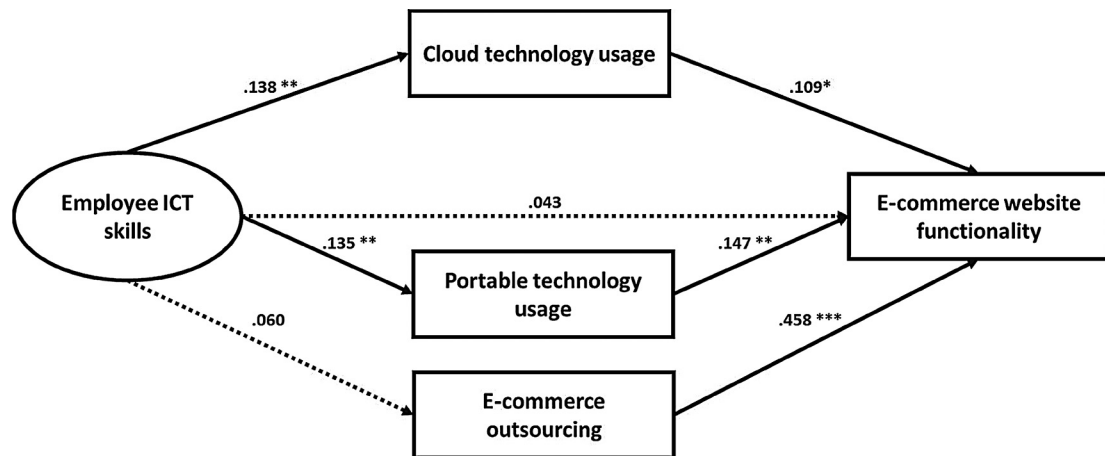 Cloud technology usage
.138 **
.109*
Employee ICT
skills
.043
E-commerce website
functionality
.135 **
.147 **
Portable technology
usage
.060
.458 ***
E-commerce
outsourcing